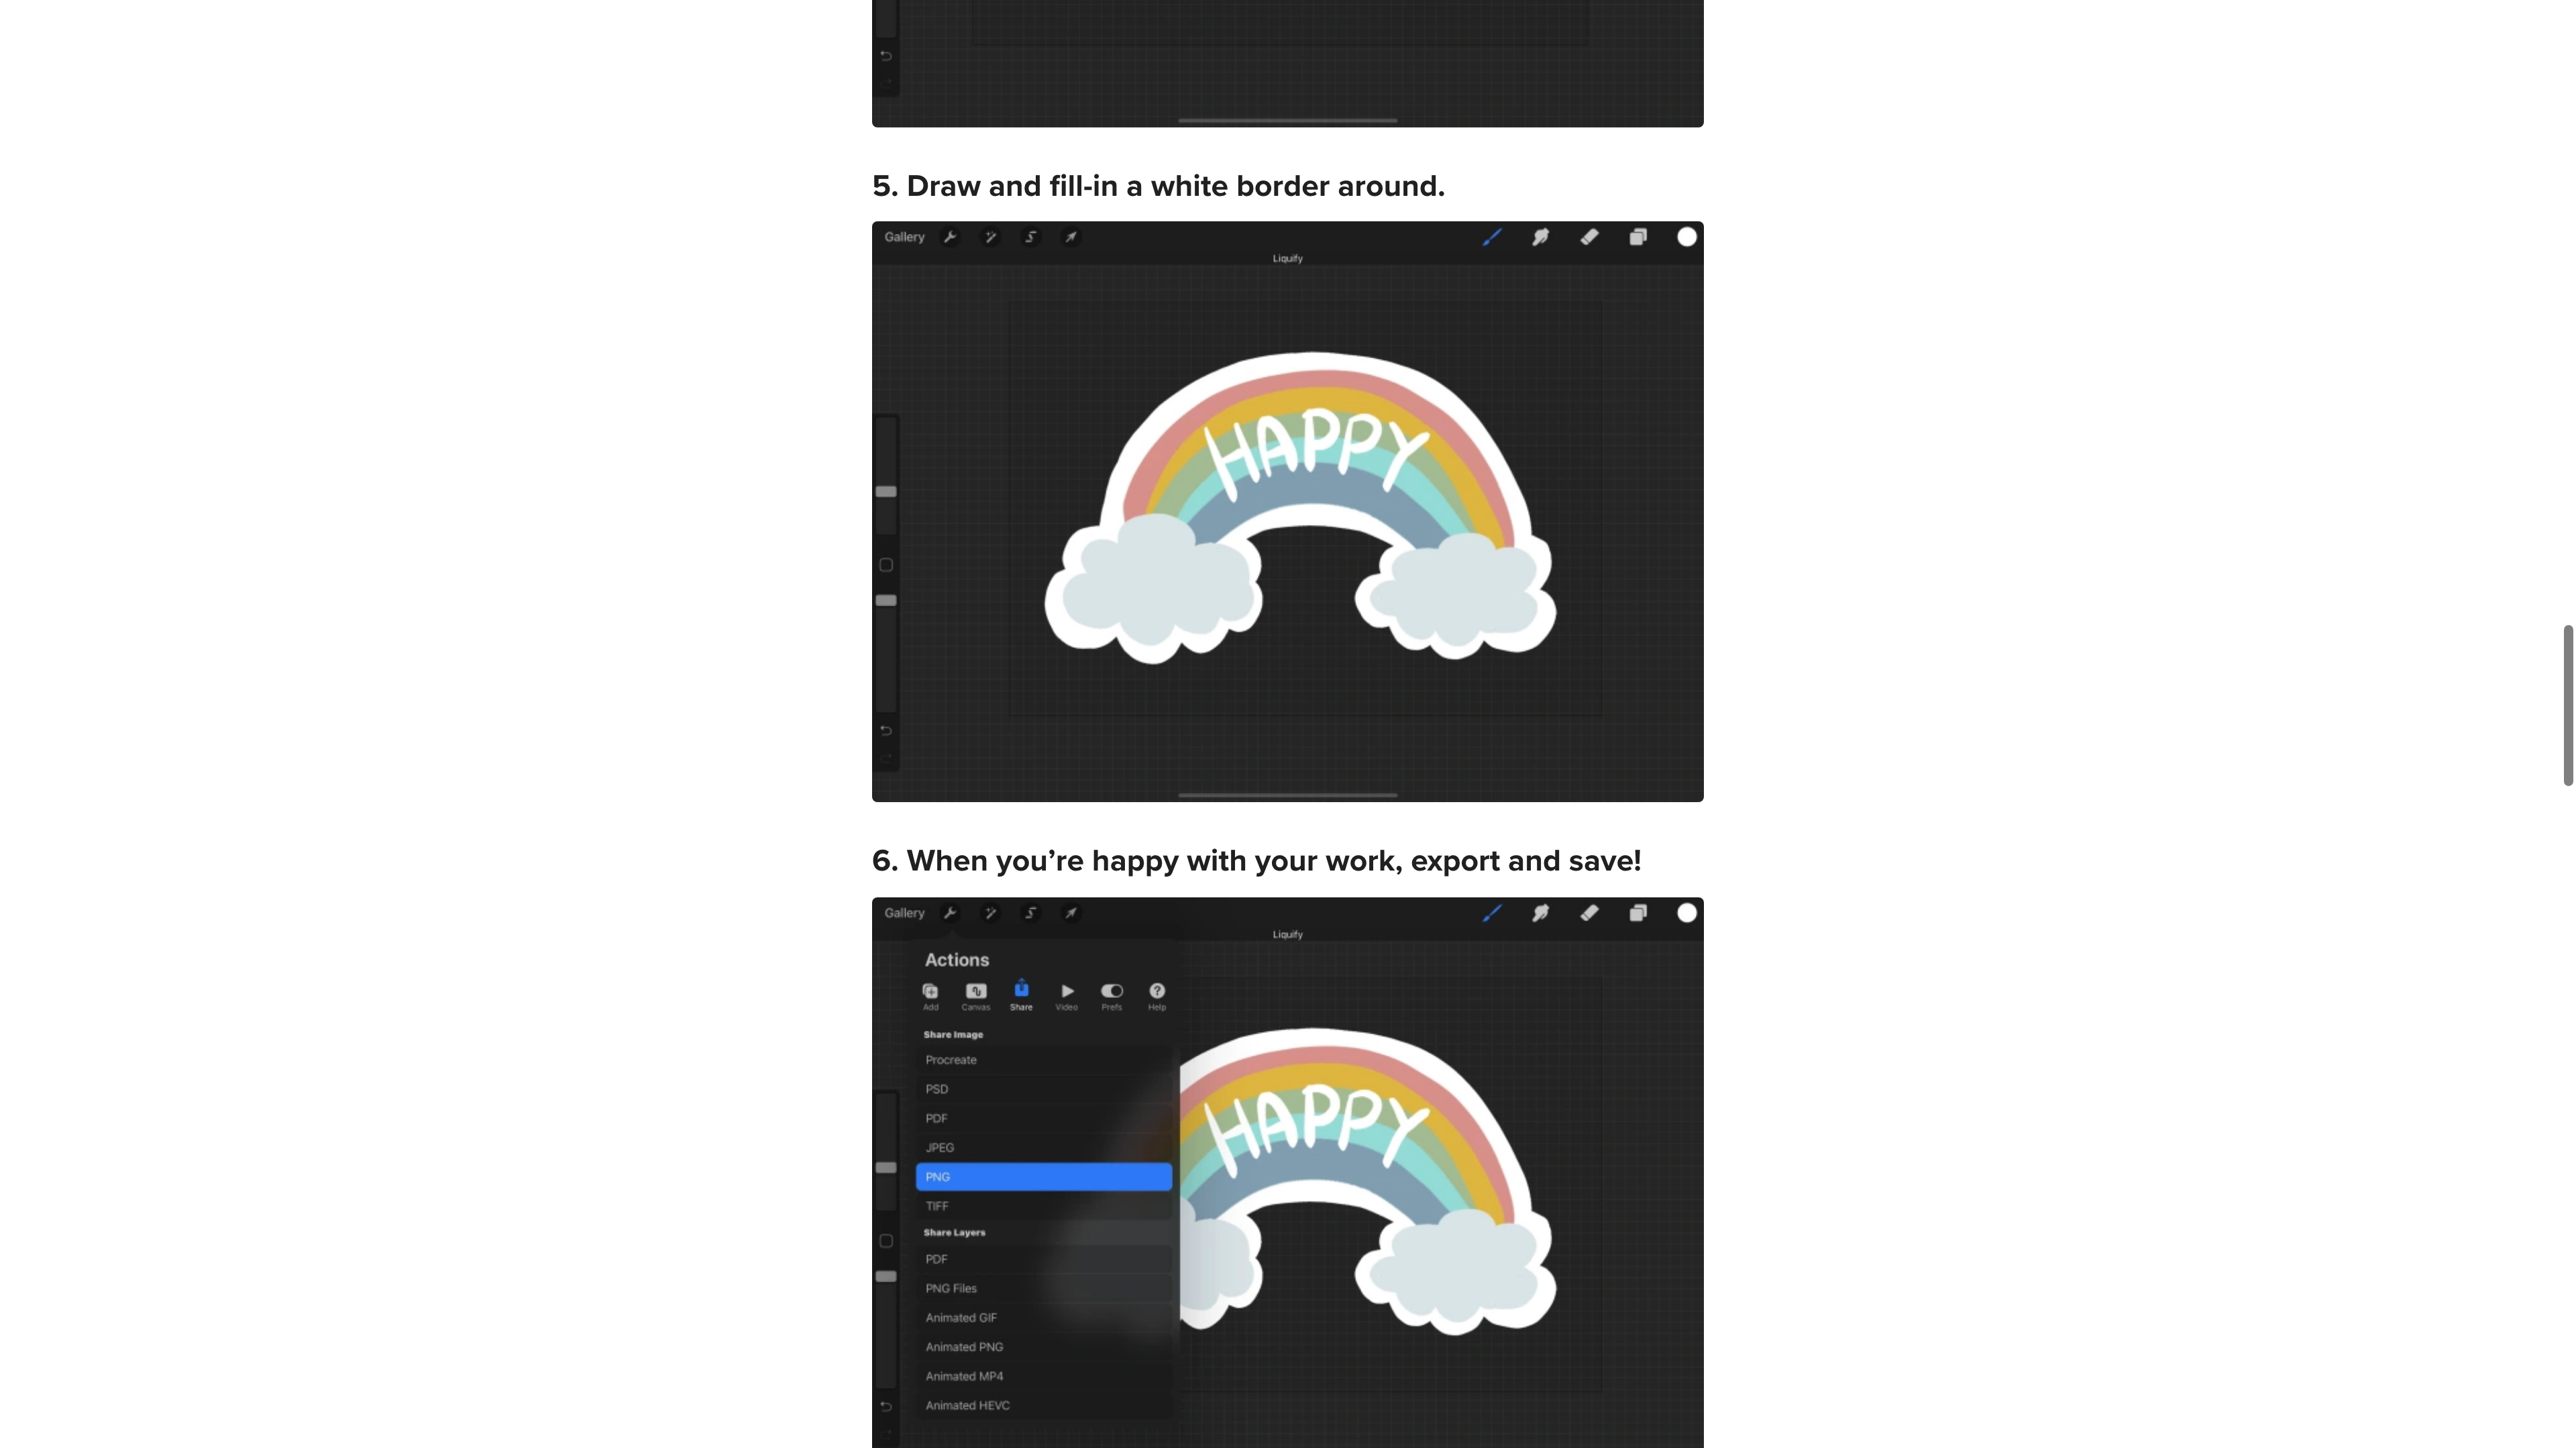 5. Draw and fill-in a white border around.
Gallery
Liquify
HAPPY
6. When you’re happy with your work, export and save!
Gallery
Liquify
Actions
Add Canvas Share Video Prefs Help
Share Image
Procreate
PSD
PDF
JPEG
PNG
TIFF
Share Layers
PDF
PNG Files
Animated GIF
Animated PNG
Animated MP4
Animated HEVC
HAPPY